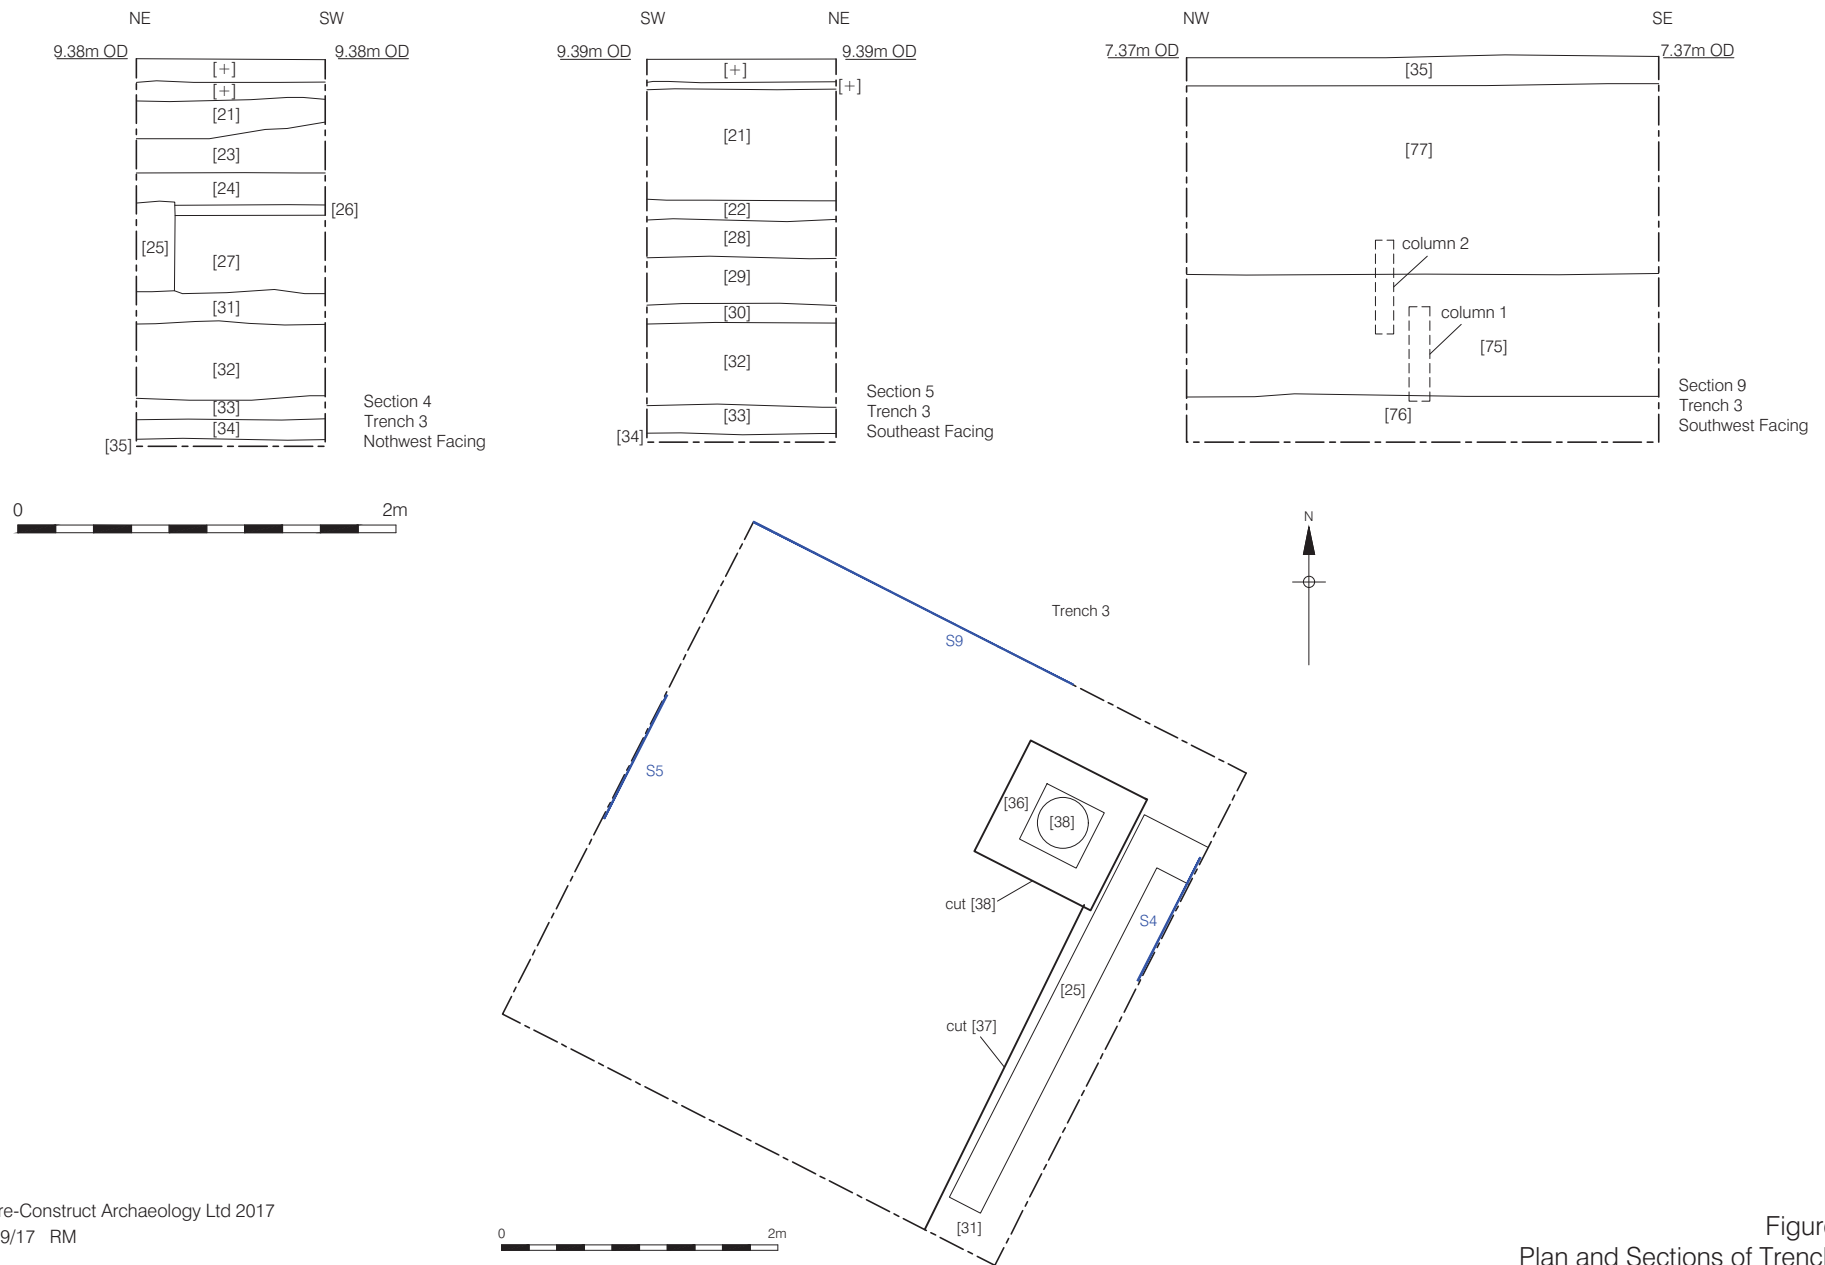 NE
SW
9.38m OD
9.38m OD
[+]
[+]
[21]
[23]
[24]
[26]
[25]
[27]
[31]
[32]
[33]
[34]
[35]
Section 4
Trench 3
Nothwest Facing
SW
NE
9.39m OD
9.39m OD
[+]
[+]
[21]
[22]
[28]
[29]
[30]
[32]
[33]
[34]
Section 5
Trench 3
Southeast Facing
NW
SE
7.37m OD
7.37m OD
[35]
[77]
column 2
column 1
[75]
[76]
Section 9
Trench 3
Southwest Facing
0
2m
N
Trench 3
S9
S5
[36]
[38]
cut [38]
S4
[25]
cut [37]
[31]
0
2m
re-Construct Archaeology Ltd 2017
9/17 RM
Figure
Plan and Sections of Trench